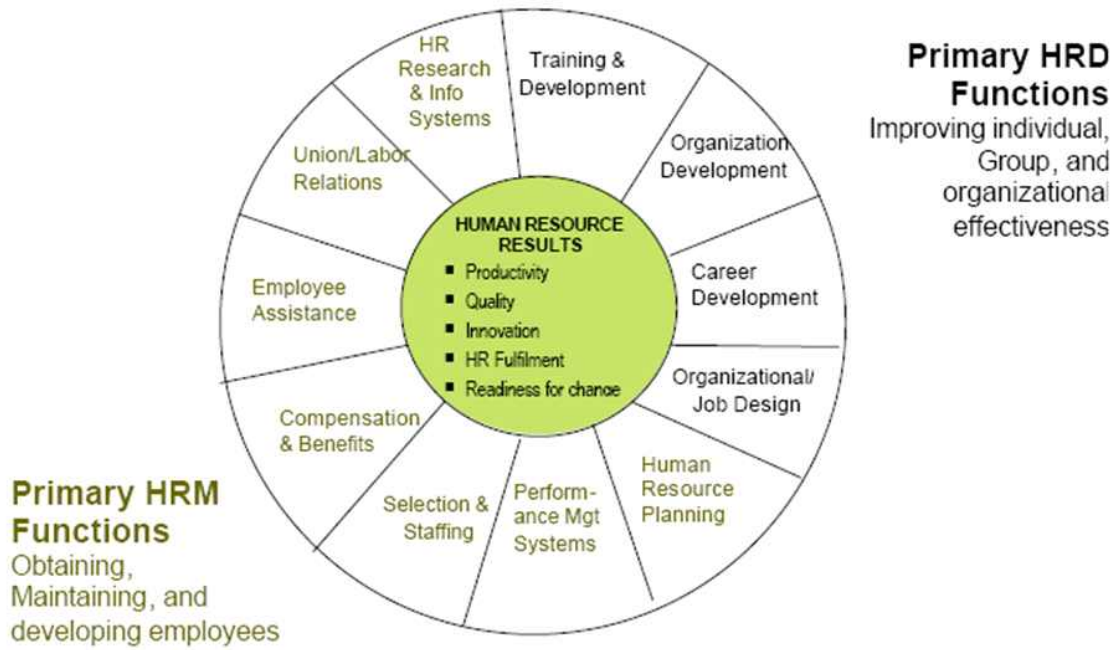 HR
Research
& Info
Systems
Training &
Development
Primary HRD
Functions
Improving individual,
Group, and
organizational
effectiveness
Organization
Development
Union/Labor
Relations
HUMAN RESOURCE
RESULTS
▪ Productivity
▪ Quality
▪ Innovation
▪ HR Fulfilment
▪ Readiness for change
Career
Development
Employee
Assistance
Organizational/
Job Design
Compensation
& Benefits
Human
Resource
Planning
Perform-
ance Mgt
Systems
Selection &
Staffing
Primary HRM
Functions
Obtaining,
Maintaining, and
developing employees